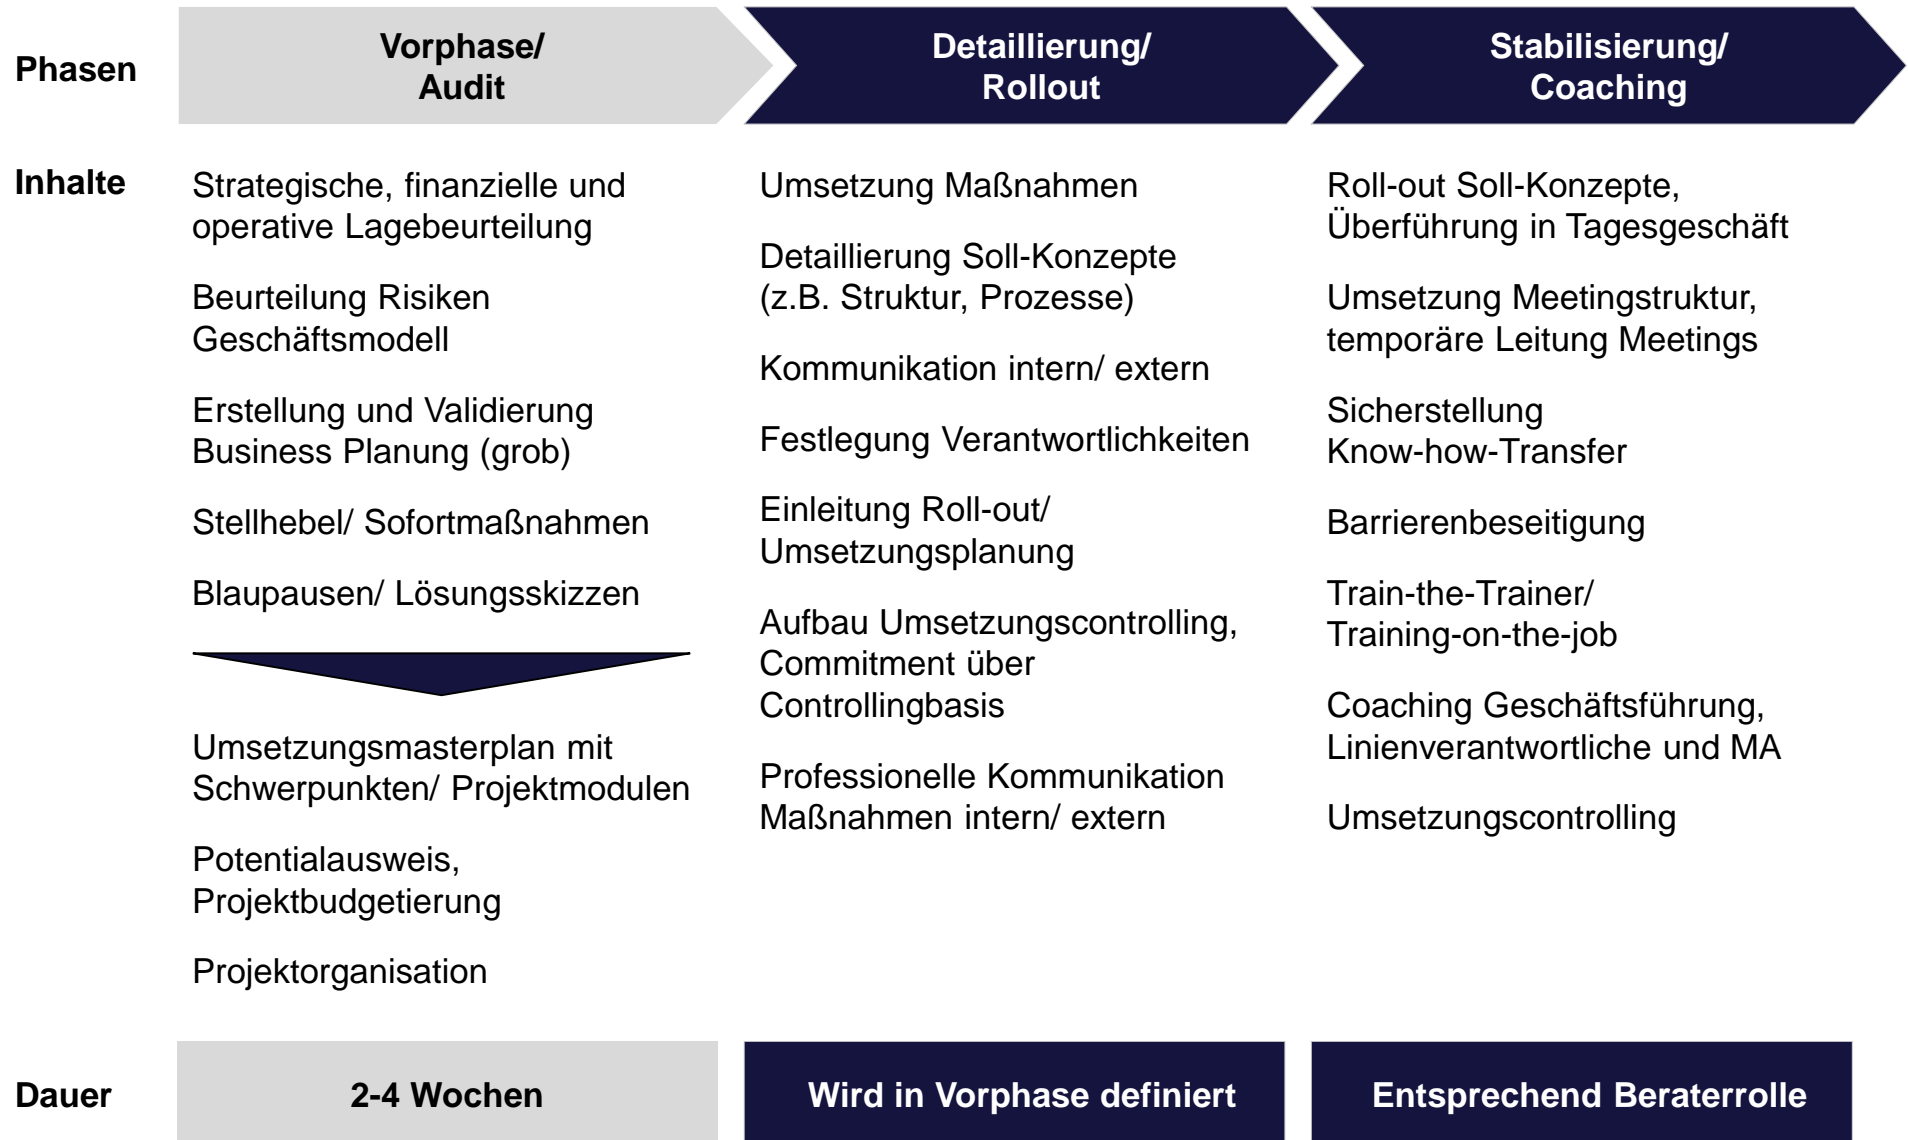 Phasen
Vorphase/
Audit
Detaillierung/
Rollout
Stabilisierung/
Coaching
Inhalte
Strategische, finanzielle und
operative Lagebeurteilung
Beurteilung Risiken
Geschäftsmodell
Erstellung und Validierung
Business Planung (grob)
Stellhebel/ Sofortmaßnahmen
Blaupausen/ Lösungsskizzen
Umsetzungsmasterplan mit
Schwerpunkten/ Projektmodulen
Potentialausweis,
Projektbudgetierung
Projektorganisation
Umsetzung Maßnahmen
Detaillierung Soll-Konzepte
(z.B. Struktur, Prozesse)
Kommunikation intern/ extern
Festlegung Verantwortlichkeiten
Einleitung Roll-out/
Umsetzungsplanung
Aufbau Umsetzungscontrolling,
Commitment über
Controllingbasis
Professionelle Kommunikation
Maßnahmen intern/ extern
Roll-out Soll-Konzepte,
Überführung in Tagesgeschäft
Umsetzung Meetingstruktur,
temporäre Leitung Meetings
Sicherstellung
Know-how-Transfer
Barrierenbeseitigung
Train-the-Trainer/
Training-on-the-job
Coaching Geschäftsführung,
Linienverantwortliche und MA
Umsetzungscontrolling
Dauer
2-4 Wochen
Wird in Vorphase definiert
Entsprechend Beraterrolle